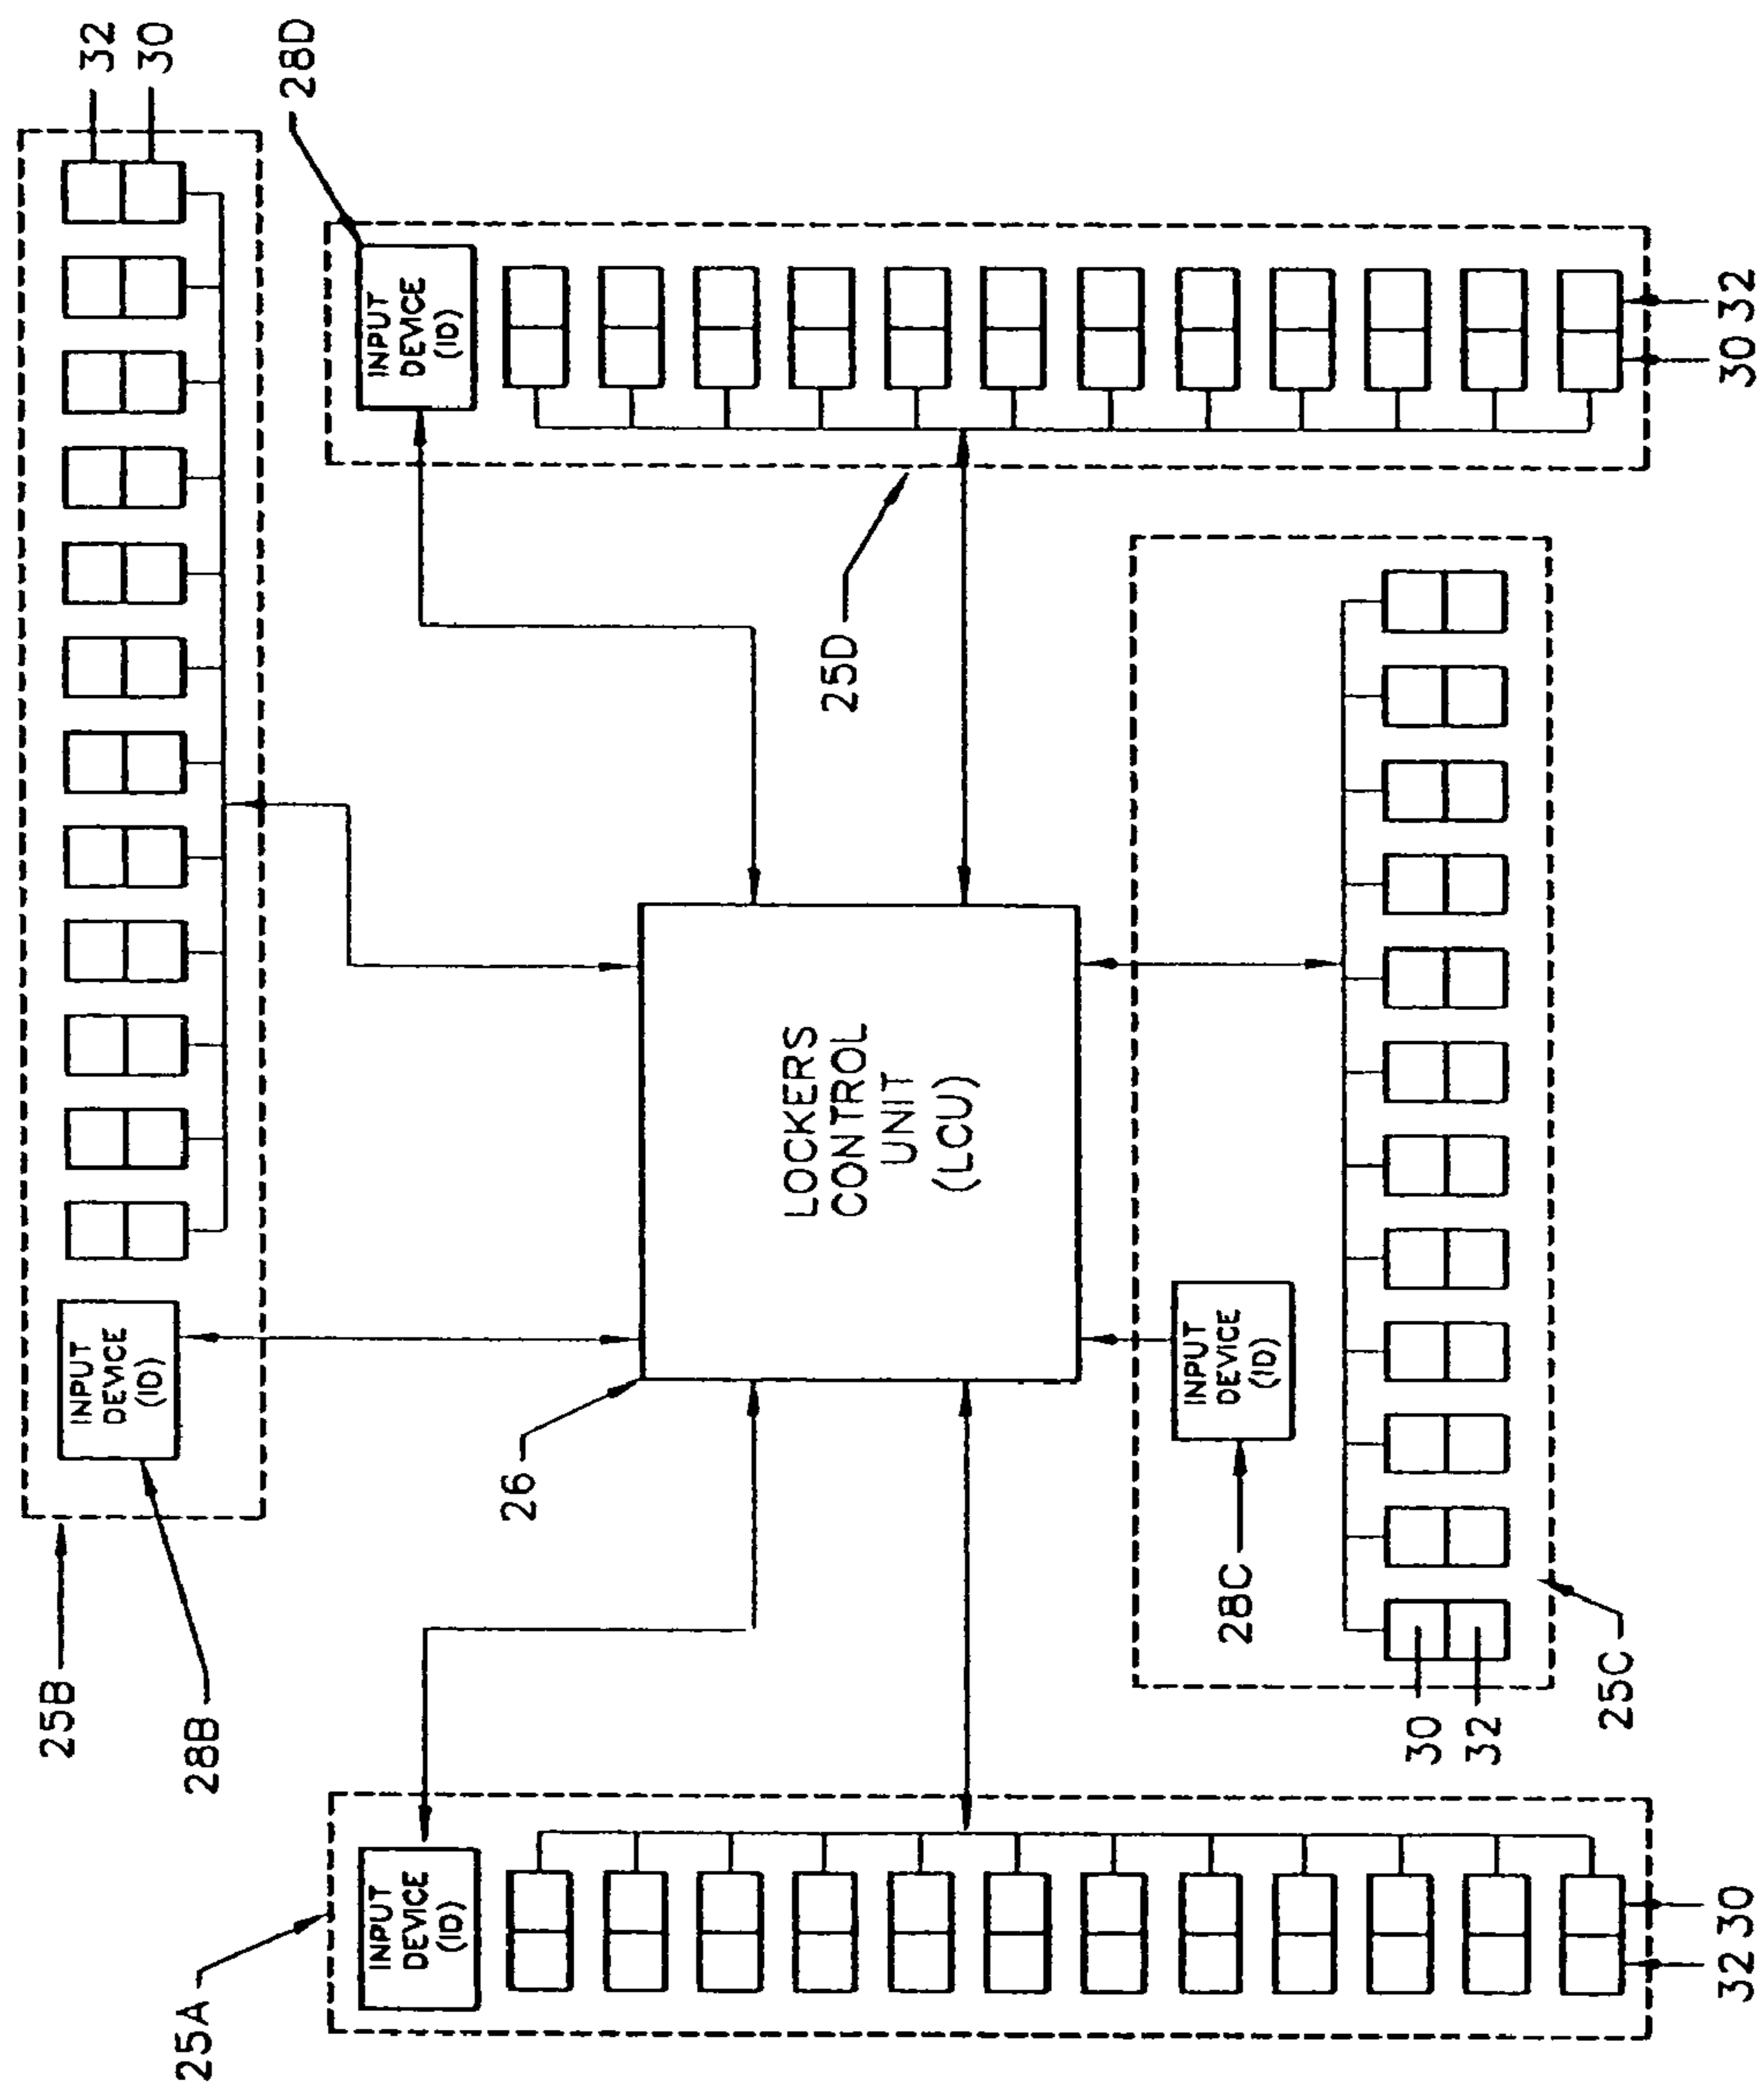 25B
INPUT
DEVICE
(ID)
32
30
25A
28B
28D
INPUT
DEVICE
(ID)
INPUT
DEVICE
(ID)
26
LOCKERS
CONTROL
UNIT
(LCU)
25D
INPUT
DEVICE
(ID)
28C
30
32
25C
32 30
30 32